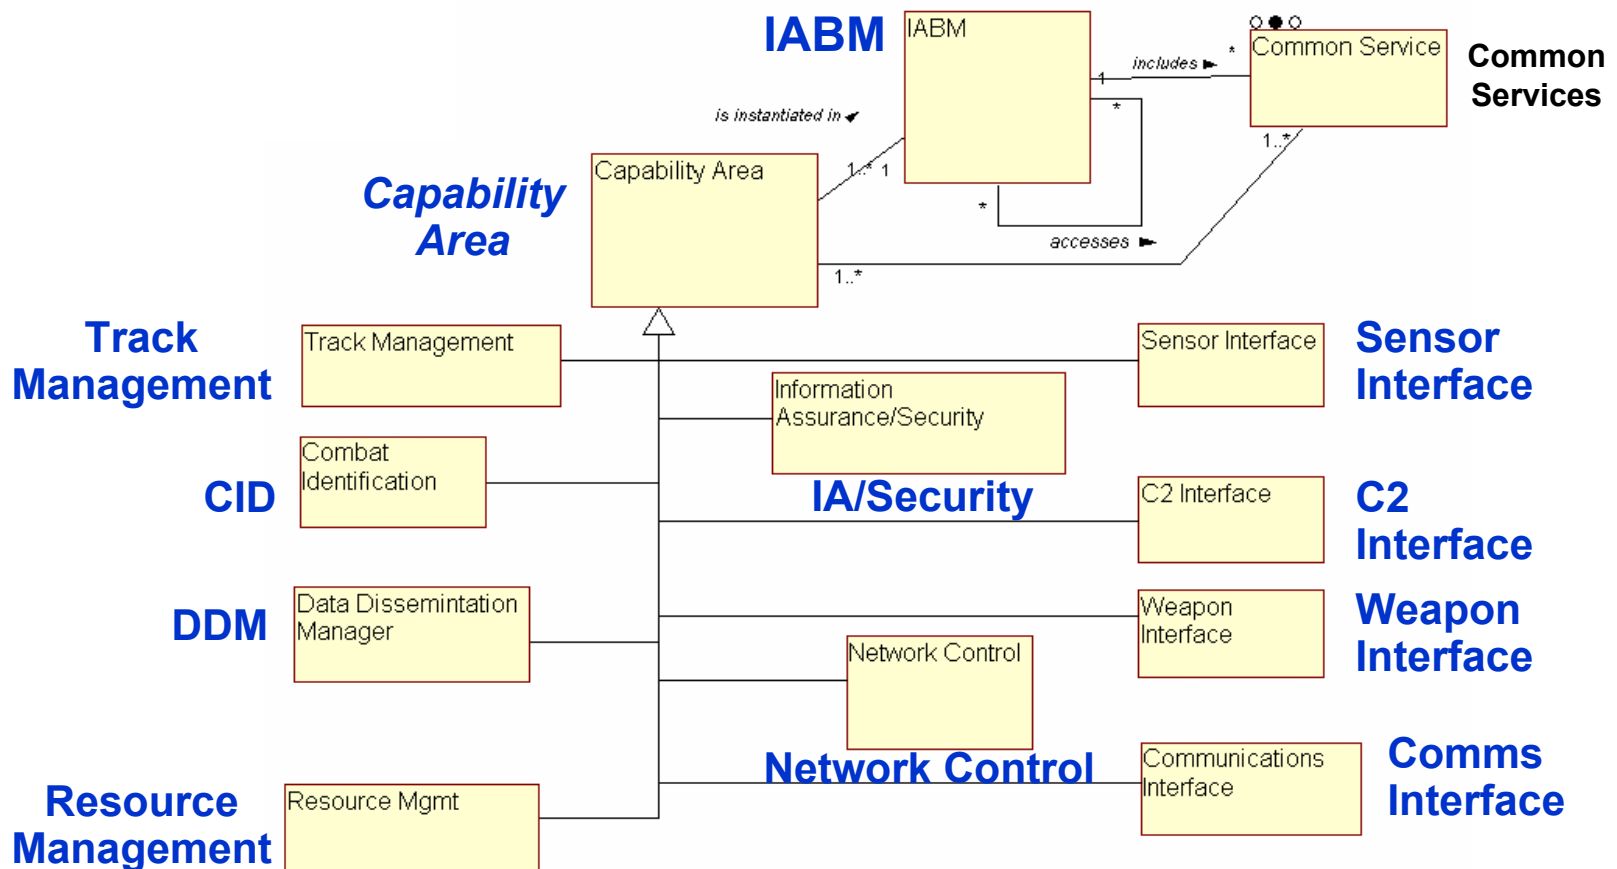 IABM
IABM
Common Service
Common
Services
includes
*
1
*
*
is instantiated in
1..* 1
1..*
accesses
1..*
Capability Area
Capability
Area
Track
Management
Track Management
Sensor Interface
Sensor
Interface
Information
Assurance/Security
IA/Security
CID
Combat
Identification
C2 Interface
C2
Interface
DDM
Data Dissemintation
Manager
Weapon
Interface
Weapon
Interface
Network Control
Network Control
Communications
Interface
Comms
Interface
Resource
Management
Resource Mgmt